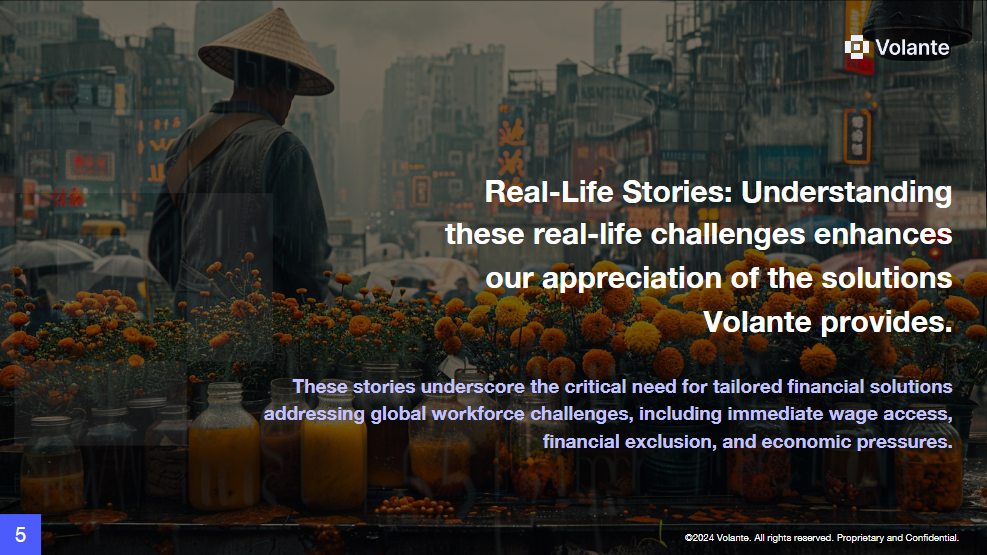 Volante
Real-Life Stories: Understanding
these real-life challenges enhances
our appreciation of the solutions
Volante provides.
These stories underscore the critical need for tailored financial solutions
addressing global workforce challenges, including immediate wage access,
financial exclusion, and economic pressures.
5
©2024 Volante. All rights reserved. Proprietary and Confidential.